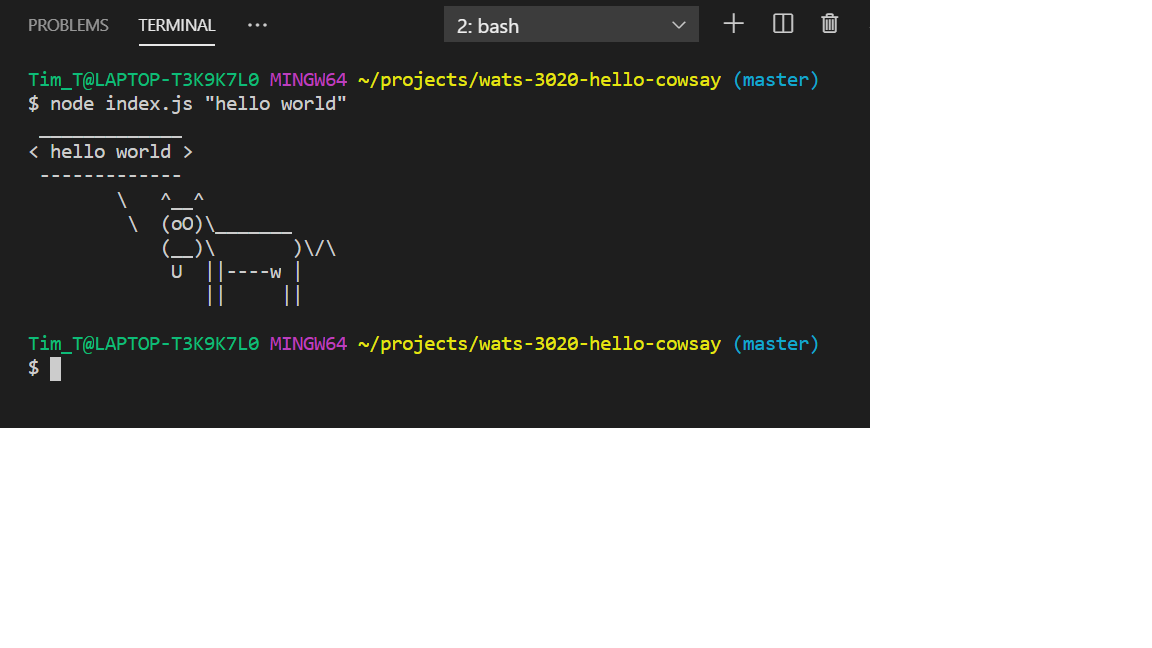 PROBLEMS TERMINAL ··· 2: bash
Tim_T@LAPTOP-T3K9K7L0 MINGW64 ~/projects/wats-3020-hello-cowsay (master)
$ node index.js "hello world"
 _____________
< hello world >
 -------------
        \   ^__^
         \  (oO)\_______
            (__)\       )\/\
             U  ||----w |
                ||     ||
Tim_T@LAPTOP-T3K9K7L0 MINGW64 ~/projects/wats-3020-hello-cowsay (master)
$